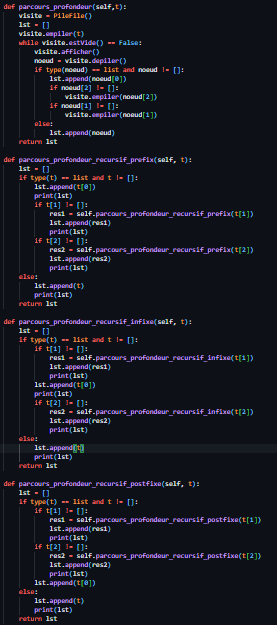 def parcours_profondeur(self,t):
    visite = PileFile()
    lst = []
    visite.empiler(t)
    while visite.estVide() == False:
        visite.afficher()
        noeud = visite.depiler()
        if type(noeud) == list and noeud != []:
            lst.append(noeud[0])
            if noeud[2] != []:
                visite.empiler(noeud[2])
            if noeud[1] != []:
                visite.empiler(noeud[1])
        else:
            lst.append(noeud)
    return lst

def parcours_profondeur_recursif_prefix(self, t):
    lst = []
    if type(t) == list and t != []:
        lst.append(t[0])
        print(lst)
        if t[1] != []:
            res1 = self.parcours_profondeur_recursif_prefix(t[1])
            lst.append(res1)
            print(lst)
        if t[2] != []:
            res2 = self.parcours_profondeur_recursif_prefix(t[2])
            lst.append(res2)
            print(lst)
    else:
        lst.append(t)
        print(lst)
    return lst

def parcours_profondeur_recursif_infixe(self, t):
    lst = []
    if type(t) == list and t != []:
        if t[1] != []:
            res1 = self.parcours_profondeur_recursif_infixe(t[1])
            lst.append(res1)
            print(lst)
        lst.append(t[0])
        print(lst)
        if t[2] != []:
            res2 = self.parcours_profondeur_recursif_infixe(t[2])
            lst.append(res2)
            print(lst)
    else:
        lst.append(t)
        print(lst)
    return lst

def parcours_profondeur_recursif_postfixe(self, t):
    lst = []
    if type(t) == list and t != []:
        if t[1] != []:
            res1 = self.parcours_profondeur_recursif_postfixe(t[1])
            lst.append(res1)
            print(lst)
        if t[2] != []:
            res2 = self.parcours_profondeur_recursif_postfixe(t[2])
            lst.append(res2)
            print(lst)
        lst.append(t[0])
    else:
        lst.append(t)
        print(lst)
    return lst